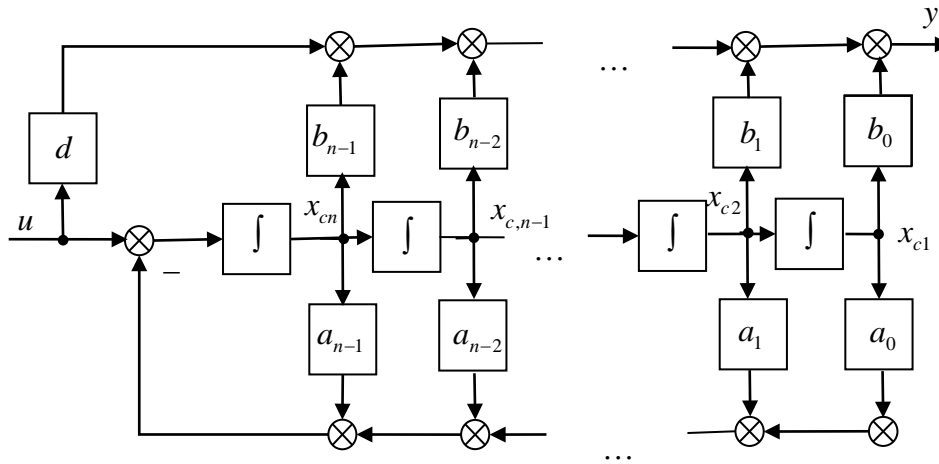 y
...
d b_{n-1} b_{n-2} b_1 b_0
u ∫ x_{cn} ∫ x_{c,n-1} ∫ x_{c2} ∫ x_{c1}
− ...
a_{n-1} a_{n-2} a_1 a_0
...